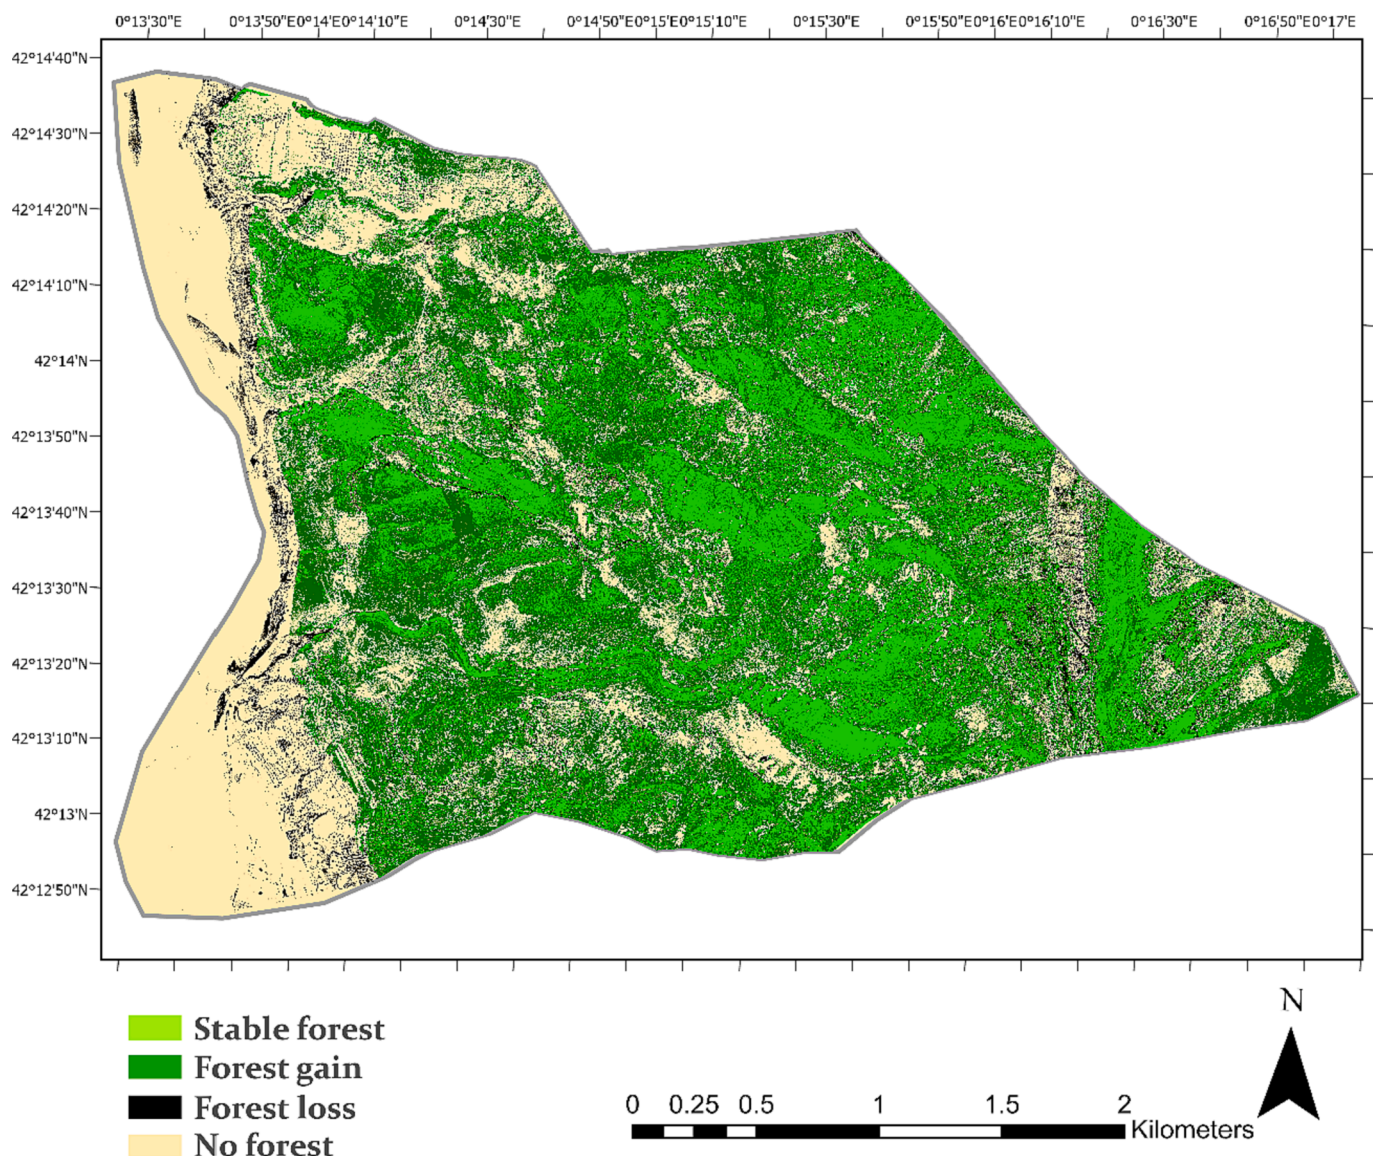 0°13'30"E 0°13'50"E0°14'E0°14'10"E 0°14'30"E 0°14'50"E0°15'E0°15'10"E 0°15'30"E 0°15'50"E0°16'E0°16'10"E 0°16'30"E 0°16'50"E0°17'E
42°14'40"N
42°14'30"N
42°14'20"N
42°14'10"N
42°14'N
42°13'50"N
42°13'40"N
42°13'30"N
42°13'20"N
42°13'10"N
42°13'N
42°12'50"N
Stable forest
Forest gain
Forest loss
No forest
0 0.25 0.5 1 1.5 2
Kilometers
N